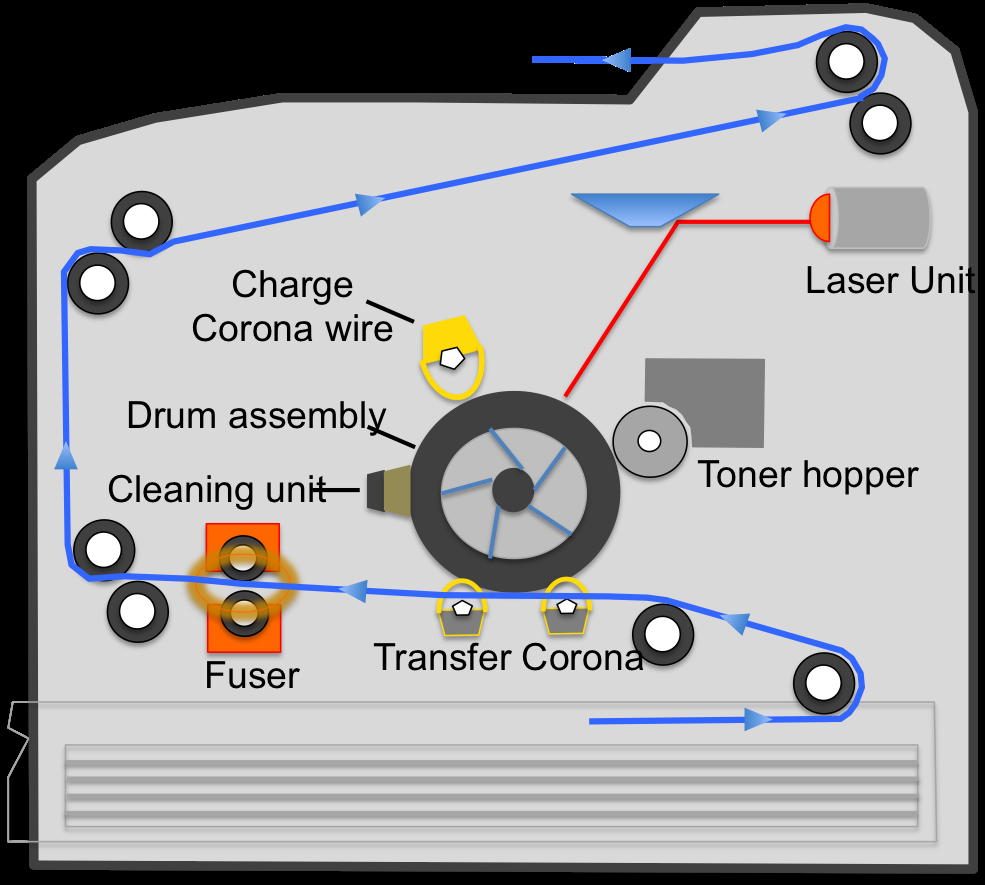 Laser Unit
Charge
Corona wire
Drum assembly
Toner hopper
Cleaning unit
Transfer Corona
Fuser